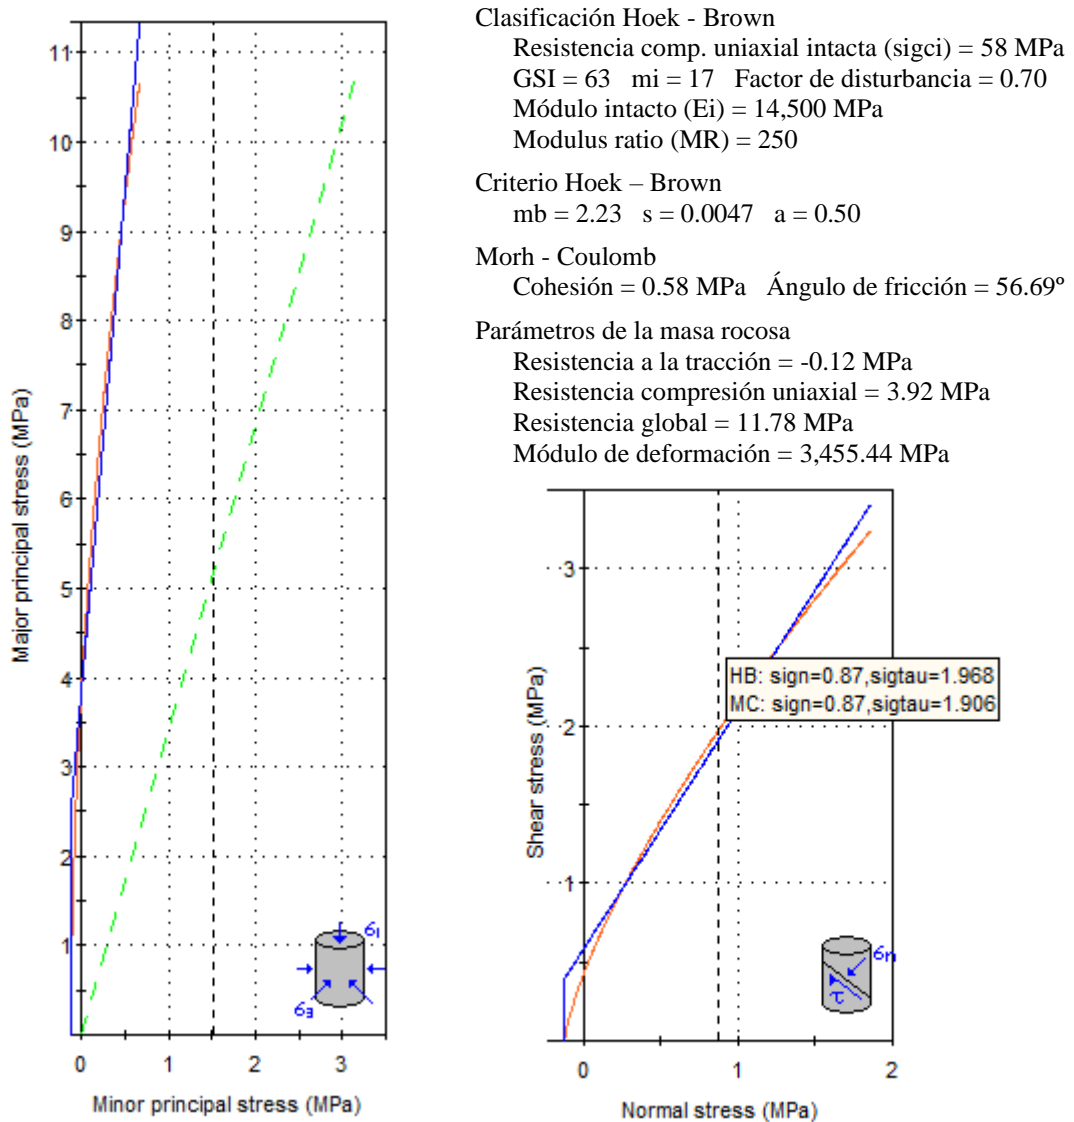 Clasificación Hoek - Brown
Resistencia comp. uniaxial intacta (sigci) = 58 MPa
GSI = 63 mi = 17 Factor de disturbancia = 0.70
Módulo intacto (Ei) = 14,500 MPa
Modulus ratio (MR) = 250
Criterio Hoek – Brown
mb = 2.23 s = 0.0047 a = 0.50
Morh - Coulomb
Cohesión = 0.58 MPa Ángulo de fricción = 56.69º
Parámetros de la masa rocosa
Resistencia a la tracción = -0.12 MPa
Resistencia compresión uniaxial = 3.92 MPa
Resistencia global = 11.78 MPa
Módulo de deformación = 3,455.44 MPa
Major principal stress (MPa)
11
10
9
8
7
6
5
4
3
2
1
0 1 2 3
Minor principal stress (MPa)
σ1
σ3
Shear stress (MPa)
3
2
1
HB: sign=0.87,sigtau=1.968
MC: sign=0.87,sigtau=1.906
σn
τ
0 1 2
Normal stress (MPa)